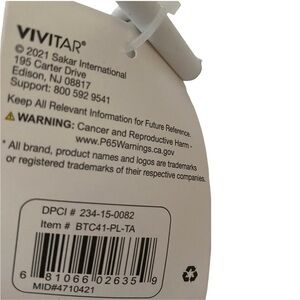 VIVITAR®
© 2021 Sakar International
195 Carter Drive
Edison, NJ 08817
Support: 800 592 9541
Keep All Relevant Information for Future Reference.
⚠ WARNING: Cancer and Reproductive Harm -
www.P65Warnings.ca.gov
* All brand, product names and logos are trademarks
or registered trademarks of their respective companies.
DPCI # 234-15-0082
Item # BTC41-PL-TA
6 81066 02635 9
MID#4710421